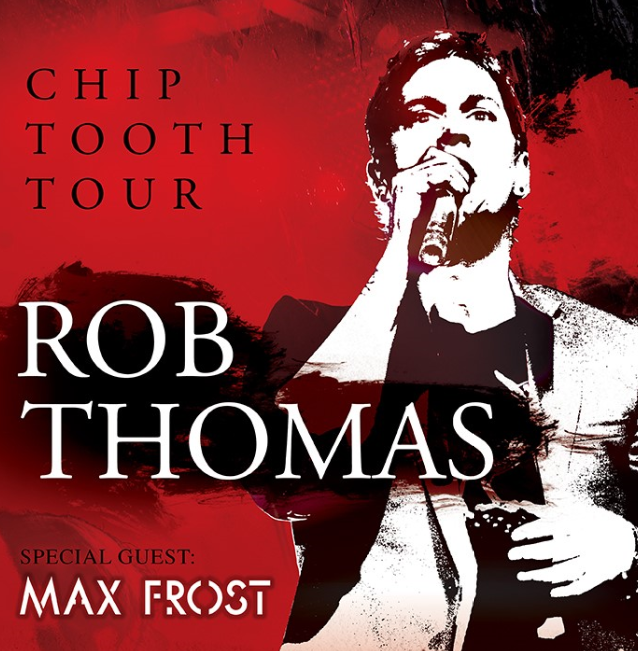 CHIP
TOOTH
TOUR
ROB
THOMAS
SPECIAL GUEST:
MAX FROST